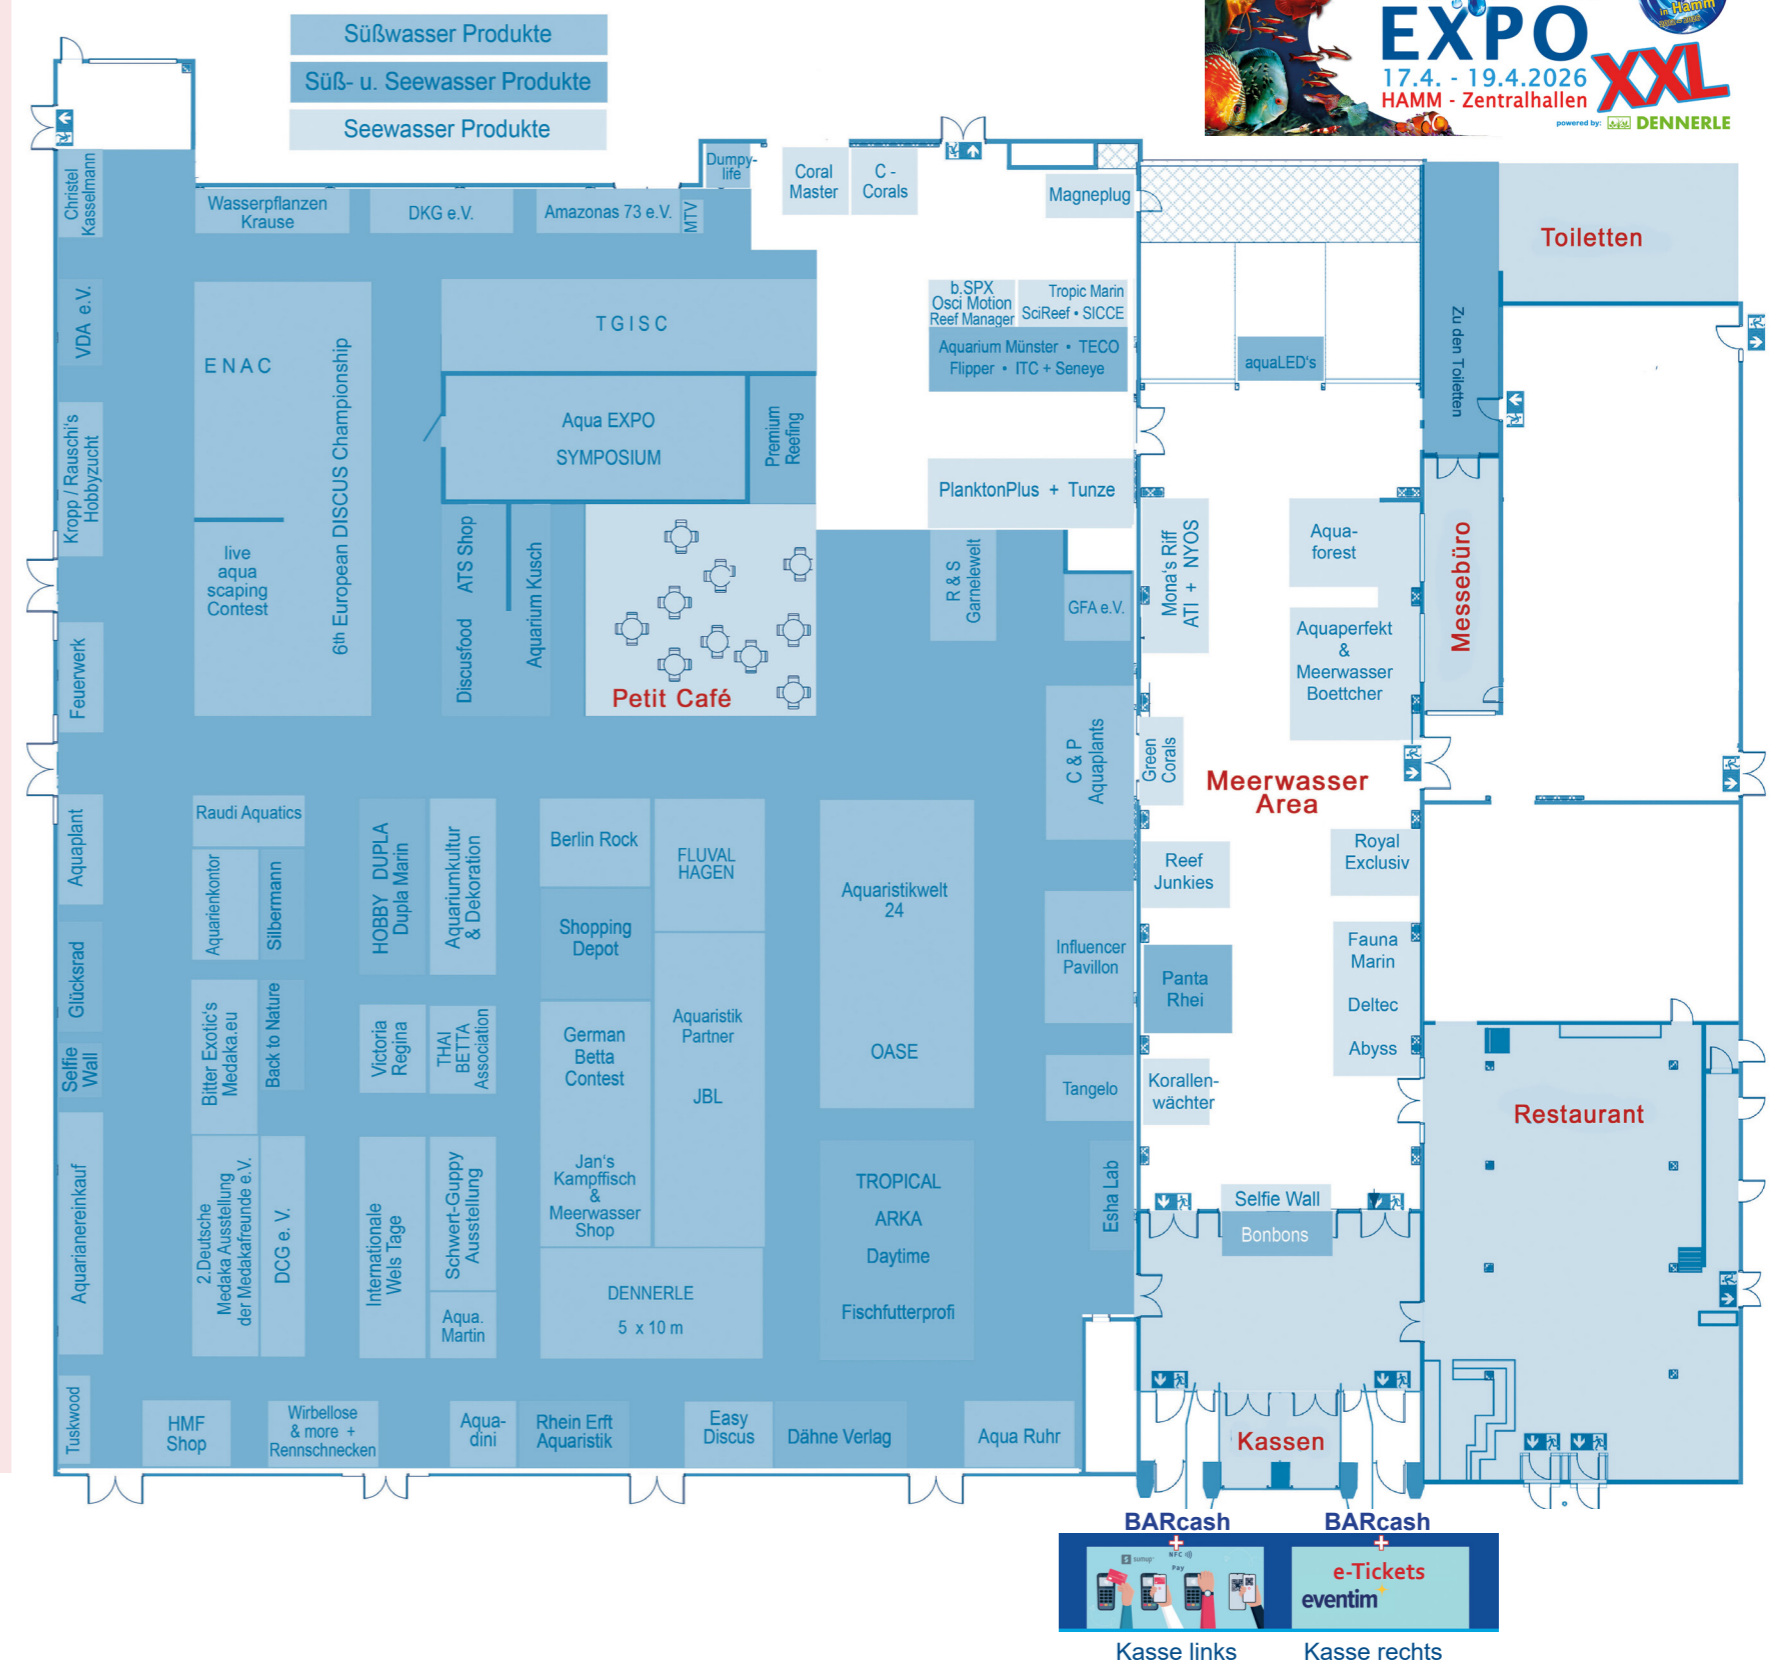 Süßwasser Produkte
Süß- u. Seewasser Produkte
Seewasser Produkte
EXPO
in Hamm
17.4. - 19.4.2026
HAMM - Zentralhallen
XXL
powered by:
DENNERLE
Christel
Kasselmann
Wasserpflanzen
Krause
DKG e.V.
Amazonas 73 e.V.
MTV
Dumpy-
life
Coral
Master
C -
Corals
Magneplug
Toiletten
VDA e.V.
ENAC
6th European DISCUS Championship
TGISC
b.SPX
Osci Motion
Reef Manager
Tropic Marin
SciReef • SICCE
Aquarium Münster • TECO
Flipper • ITC + Seneye
aquaLED's
Zu den Toiletten
Kropp / Rauschi's
Hobbyzucht
Aqua EXPO
SYMPOSIUM
Premium
Reefing
PlanktonPlus + Tunze
live
aqua
scaping
Contest
Discusfood ATS Shop
Aquarium Kusch
Petit Café
R & S
Garnelewelt
GFA e.V.
Mona's Riff
ATI + NYOS
Aqua-
forest
Aquaperfekt
&
Meerwasser
Boettcher
Messebüro
Feuerwerk
C & P
Aquaplants
Green
Corals
Meerwasser
Area
Aquaplant
Raudi Aquatics
Aquarienkontor
Silbermann
HOBBY DUPLA
Dupla Marin
Aquariumkultur
& Dekoration
Berlin Rock
FLUVAL
HAGEN
Shopping
Depot
Aquaristikwelt
24
OASE
Reef
Junkies
Royal
Exclusiv
Glücksrad
Influencer
Pavillon
Panta
Rhei
Fauna
Marin
Deltec
Abyss
Selfie
Wall
Bitter Exotic's
Medaka.eu
Back to Nature
Victoria
Regina
THAI
BETTA
Association
German
Betta
Contest
Aquaristik
Partner
JBL
Tangelo
Korallen-
wächter
Restaurant
Aquarianereinkauf
2.Deutsche
Medaka Ausstellung
der Medakafreunde e.V.
DCG e. V.
Internationale
Wels Tage
Schwert-Guppy
Ausstellung
Aqua.
Martin
Jan's
Kampffisch
&
Meerwasser
Shop
DENNERLE
5 x 10 m
TROPICAL
ARKA
Daytime
Fischfutterprofi
Esha Lab
Selfie Wall
Bonbons
Tuskwood
HMF
Shop
Wirbellose
& more +
Rennschnecken
Aqua-
dini
Rhein Erft
Aquaristik
Easy
Discus
Dähne Verlag
Aqua Ruhr
Kassen
BARcash
+
BARcash
+
sumup
NFC
Pay
e-Tickets
eventim
Kasse links
Kasse rechts